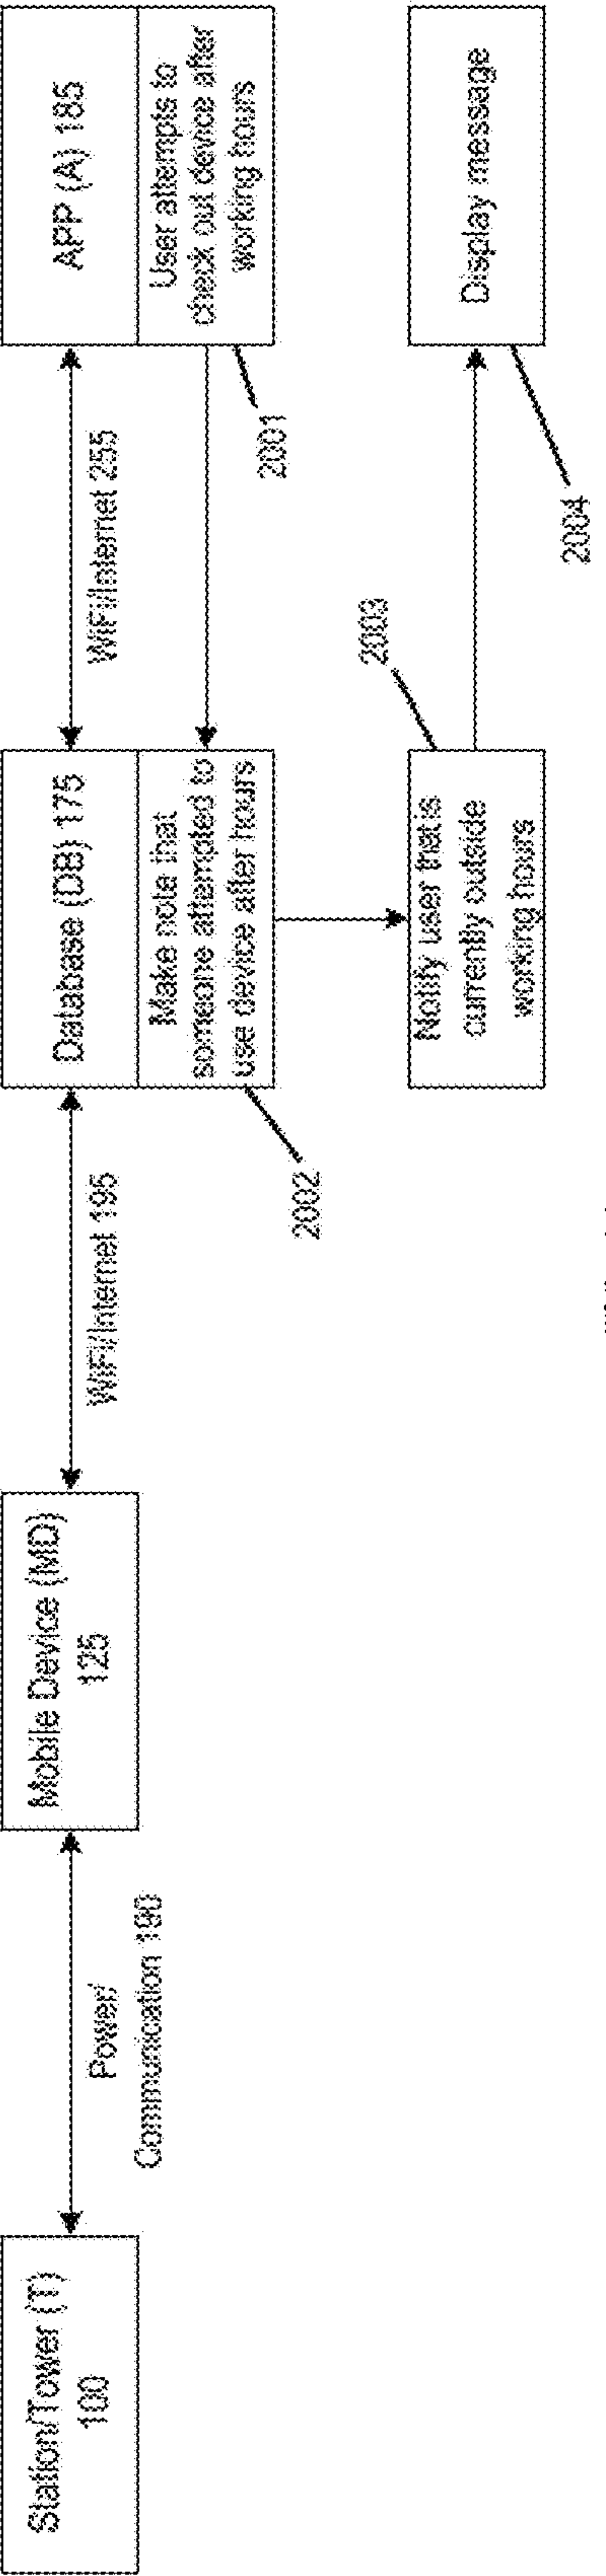 Station/Tower (T)
100
Power/
Communication 190
Mobile Device (MD)
125
WiFi/Internet 195
Database (DB) 175
WiFi/Internet 255
APP (A) 185
Make note that
someone attempted to
use device after hours
2002
User attempts to
check out device after
working hours
2001
Notify user that is
currently outside
working hours
2003
Display message
2004